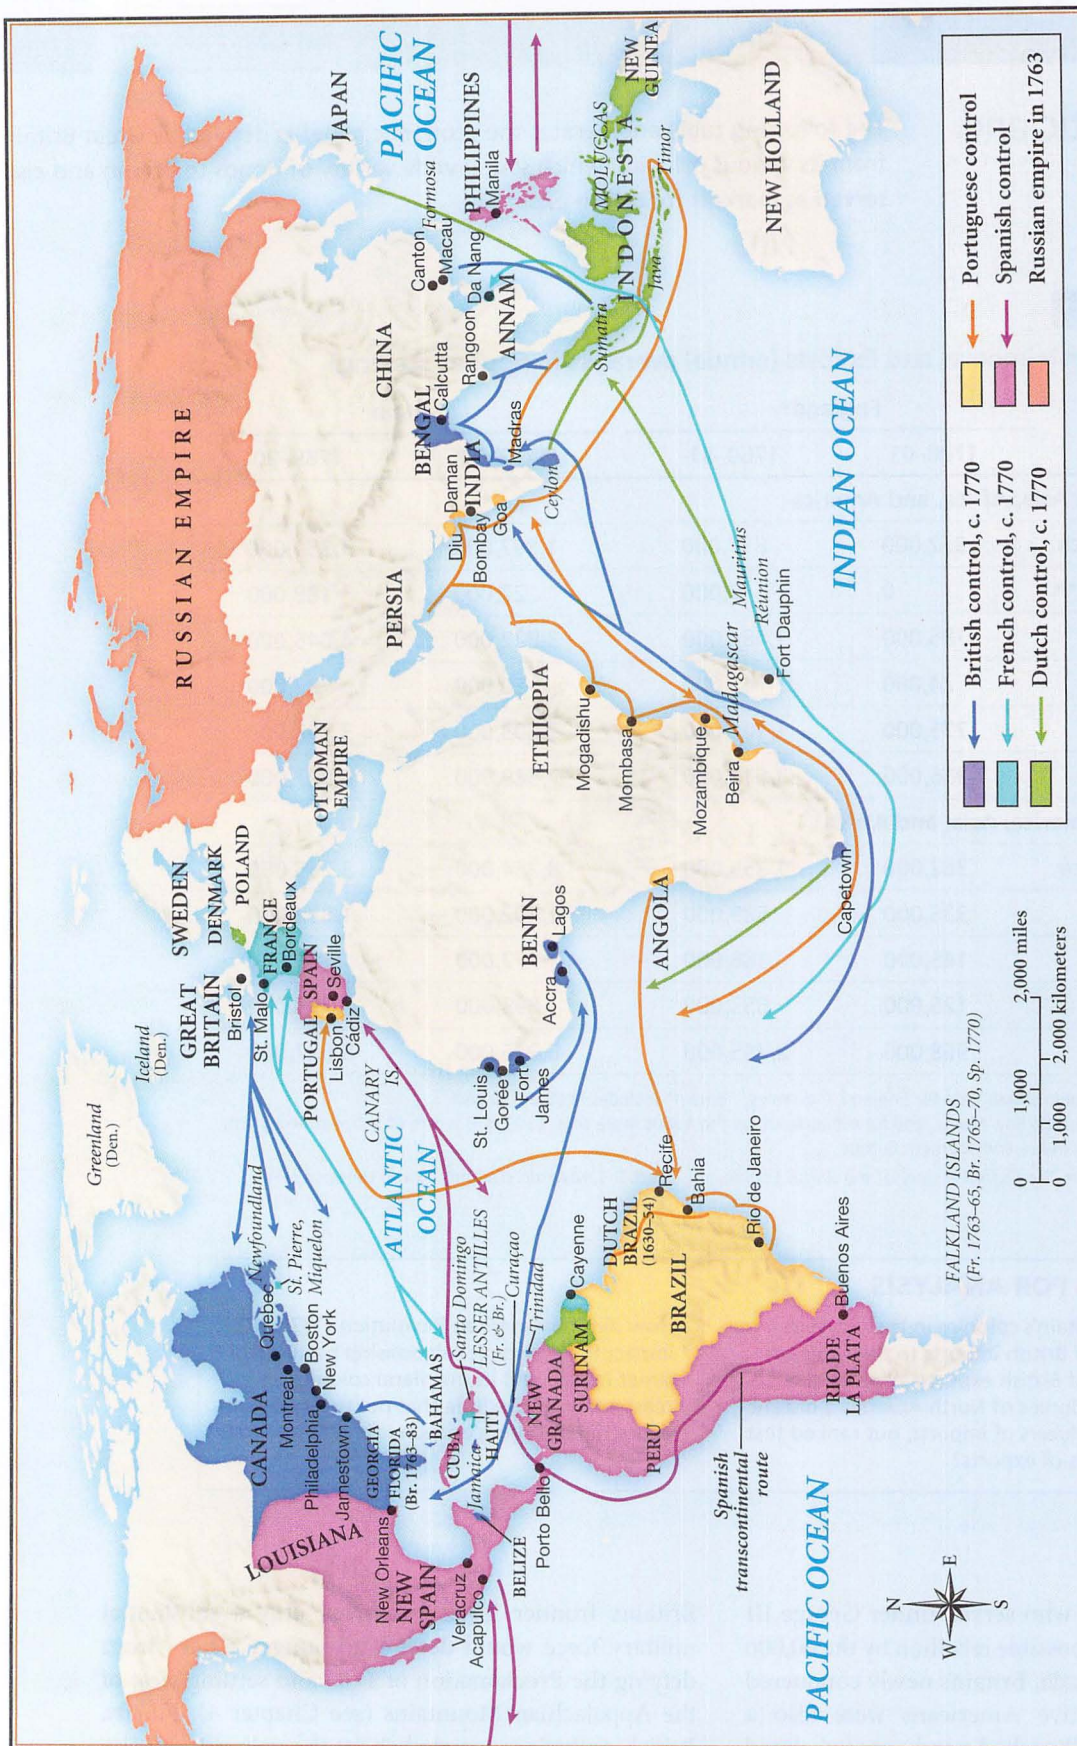 Greenland
(Den.)
Iceland
(Den.)
RUSSIAN EMPIRE
SWEDEN
DENMARK
POLAND
GREAT
BRITAIN
Bristol
St. Malo
FRANCE
Bordeaux
PORTUGAL
SPAIN
Lisbon
Seville
Cádiz
OTTOMAN
EMPIRE
PERSIA
CHINA
JAPAN
PACIFIC
OCEAN
CANADA
Quebec
Newfoundland
St. Pierre,
Miquelon
Montreal
Boston
New York
Philadelphia
Jamestown
LOUISIANA
GEORGIA
FLORIDA
(Br. 1763–83)
New Orleans
NEW
SPAIN
Veracruz
Acapulco
BAHAMAS
CUBA
Jamaica
HAITI
Santo Domingo
LESSER ANTILLES
(Fr. & Br.)
Curaçao
Trinidad
BELIZE
Porto Bello
ATLANTIC
OCEAN
CANARY
IS.
St. Louis
Gorée
Fort
James
BENIN
Accra
Lagos
ETHIOPIA
Mogadishu
Mombasa
Mozambique
Beira
Madagascar
Mauritius
Réunion
Fort Dauphin
ANGOLA
Capetown
Diu
Daman
Bombay
INDIA
Goa
BENGAL
Calcutta
Madras
Ceylon
Rangoon
ANNAM
Da Nang
Canton
Macau
Formosa
PHILIPPINES
Manila
MOLUCCAS
INDONESIA
Sumatra
Java
Timor
NEW
GUINEA
NEW HOLLAND
INDIAN OCEAN
NEW
GRANADA
SURINAM
Cayenne
DUTCH
BRAZIL
(1630–54)
Recife
Bahia
BRAZIL
PERU
Rio de Janeiro
RIO DE
LA PLATA
Buenos Aires
Spanish
transcontinental
route
PACIFIC OCEAN
FALKLAND ISLANDS
(Fr. 1763–65, Br. 1765–70, Sp. 1770)
N
W
E
S
0 1,000 2,000 miles
0 1,000 2,000 kilometers
British control, c. 1770
French control, c. 1770
Dutch control, c. 1770
Portuguese control
Spanish control
Russian empire in 1763